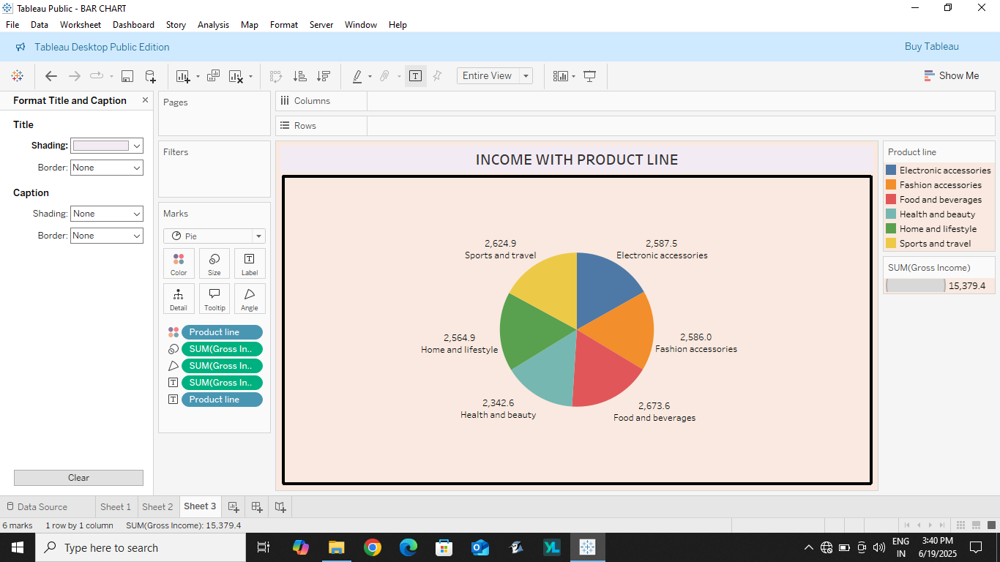 Tableau Public - BAR CHART
File Data Worksheet Dashboard Story Analysis Map Format Server Window Help
Tableau Desktop Public Edition
Buy Tableau
Entire View
Show Me
Format Title and Caption
Title
Shading:
Border: None
Caption
Shading: None
Border: None
Clear
Pages
Filters
Marks
Pie
Color Size Label
Detail Tooltip Angle
Product line
SUM(Gross In..
SUM(Gross In..
T SUM(Gross In..
T Product line
Columns
Rows
INCOME WITH PRODUCT LINE
2,624.9
Sports and travel
2,587.5
Electronic accessories
2,564.9
Home and lifestyle
2,586.0
Fashion accessories
2,342.6
Health and beauty
2,673.6
Food and beverages
Product line
Electronic accessories
Fashion accessories
Food and beverages
Health and beauty
Home and lifestyle
Sports and travel
SUM(Gross Income)
15,379.4
Data Source Sheet 1 Sheet 2 Sheet 3
6 marks 1 row by 1 column SUM(Gross Income): 15,379.4
Type here to search
YL
ENG
IN
3:40 PM
6/19/2025